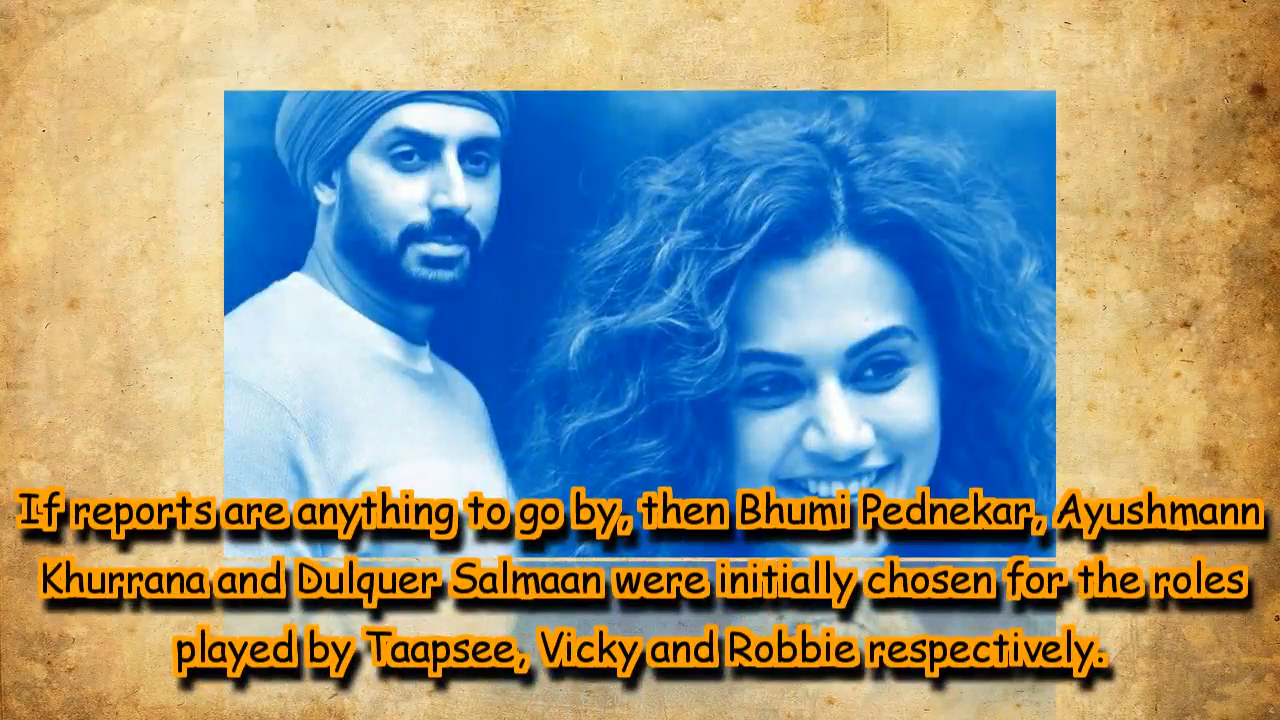 If reports are anything to go by, then Bhumi Pednekar, Ayushmann
Khurrana and Dulquer Salmaan were initially chosen for the roles
played by Taapsee, Vicky and Robbie respectively.